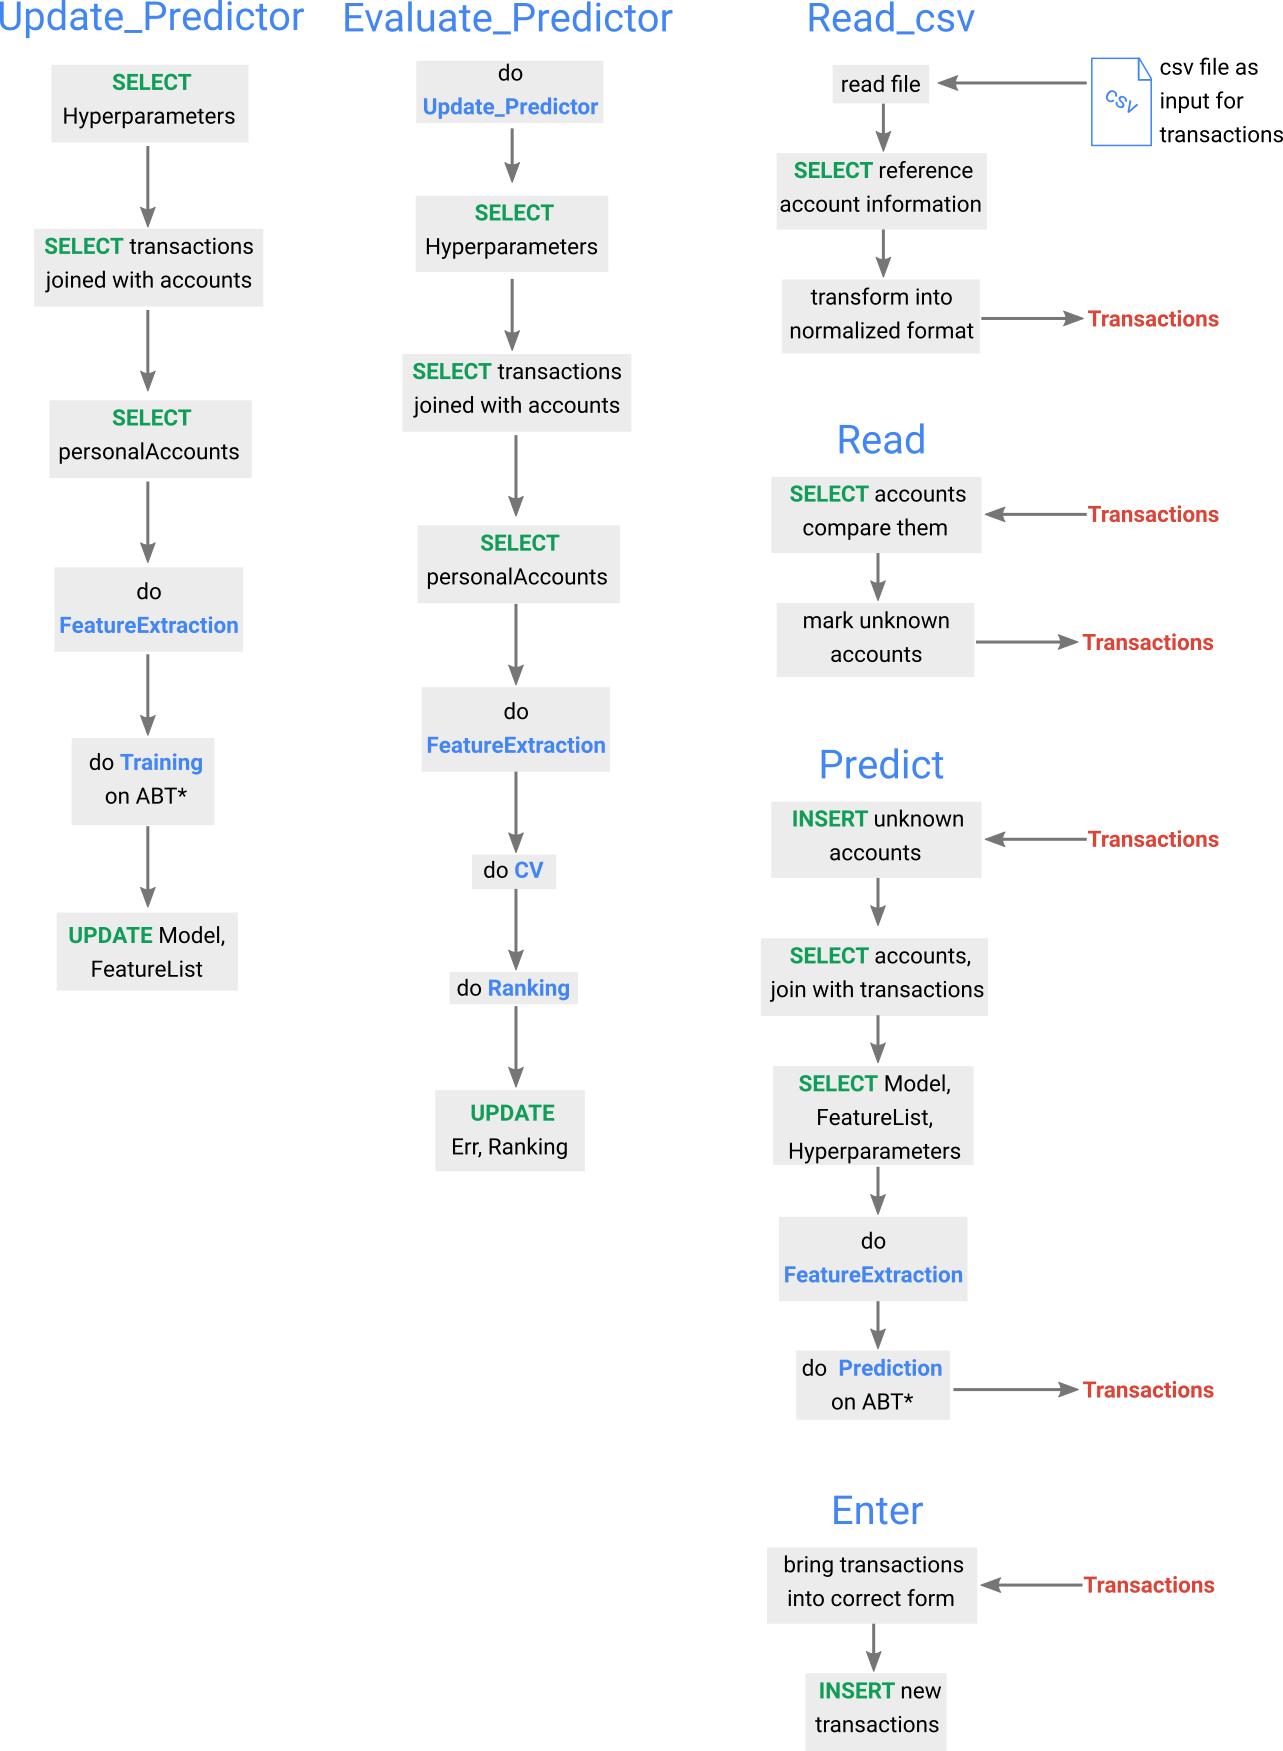 Update_Predictor
SELECT
Hyperparameters
SELECT transactions
joined with accounts
SELECT
personalAccounts
do
FeatureExtraction
do Training
on ABT*
UPDATE Model,
FeatureList
Evaluate_Predictor
do
Update_Predictor
SELECT
Hyperparameters
SELECT transactions
joined with accounts
SELECT
personalAccounts
do
FeatureExtraction
do CV
do Ranking
UPDATE
Err, Ranking
Read_csv
read file
CSV
csv file as
input for
transactions
SELECT reference
account information
transform into
normalized format
Transactions
Read
SELECT accounts
compare them
Transactions
mark unknown
accounts
Transactions
Predict
INSERT unknown
accounts
Transactions
SELECT accounts,
join with transactions
SELECT Model,
FeatureList,
Hyperparameters
do
FeatureExtraction
do Prediction
on ABT*
Transactions
Enter
bring transactions
into correct form
Transactions
INSERT new
transactions